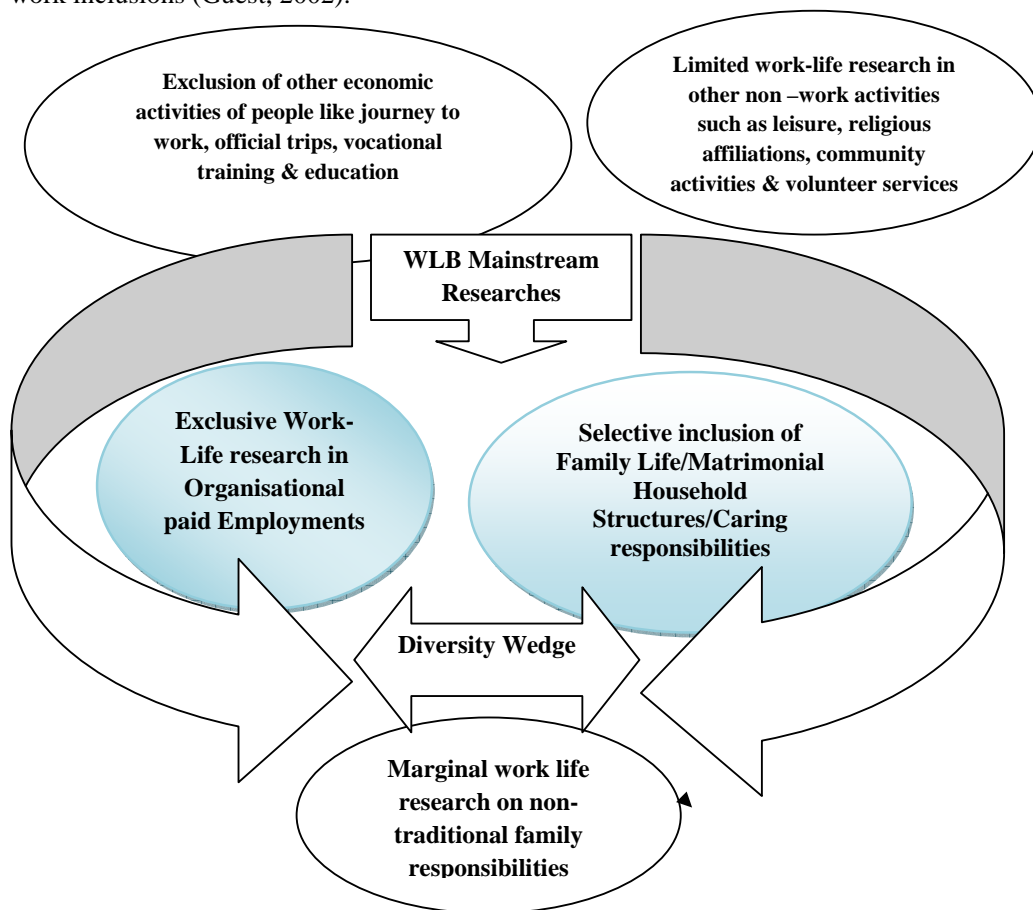 work inclusions (Guest, 2002).
Exclusion of other economic
activities of people like journey to
work, official trips, vocational
training & education
Limited work-life research in
other non –work activities
such as leisure, religious
affiliations, community
activities & volunteer services
WLB Mainstream
Researches
Exclusive Work-
Life research in
Organisational
paid Employments
Selective inclusion of
Family Life/Matrimonial
Household
Structures/Caring
responsibilities
Diversity Wedge
Marginal work life
research on non-
traditional family
responsibilities